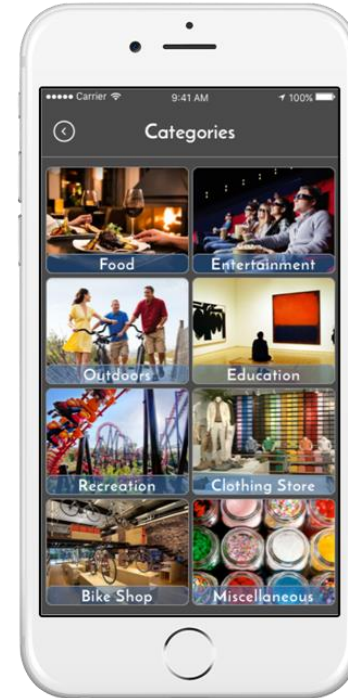 Carrier 9:41 AM 100%
Categories
Food Entertainment
Outdoors Education
Recreation Clothing Store
Bike Shop Miscellaneous